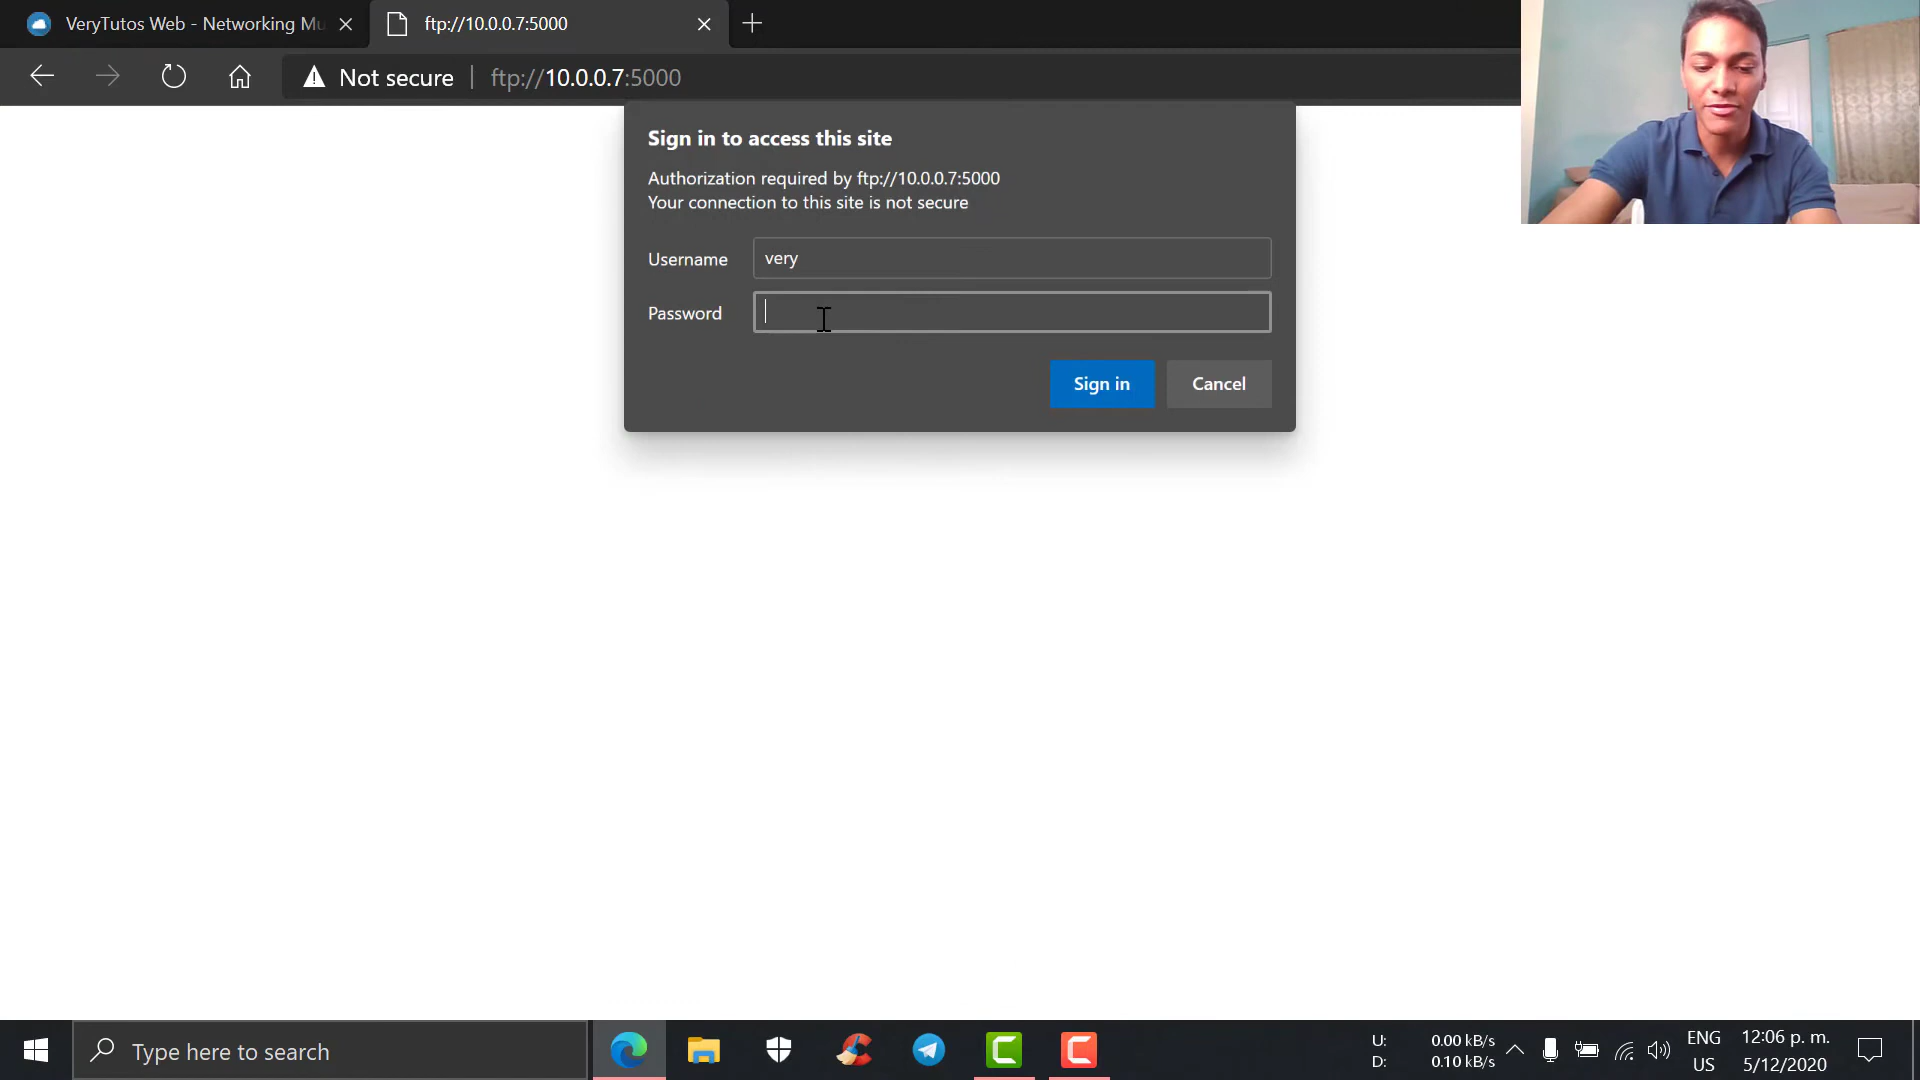 VeryTutos Web - Networking Mu
ftp://10.0.0.7:5000
Not secure
ftp://10.0.0.7:5000
Sign in to access this site
Authorization required by ftp://10.0.0.7:5000
Your connection to this site is not secure
Username
very
Password
Sign in
Cancel
Type here to search
U: 0.00 kB/s
D: 0.10 kB/s
ENG
US
12:06 p. m.
5/12/2020